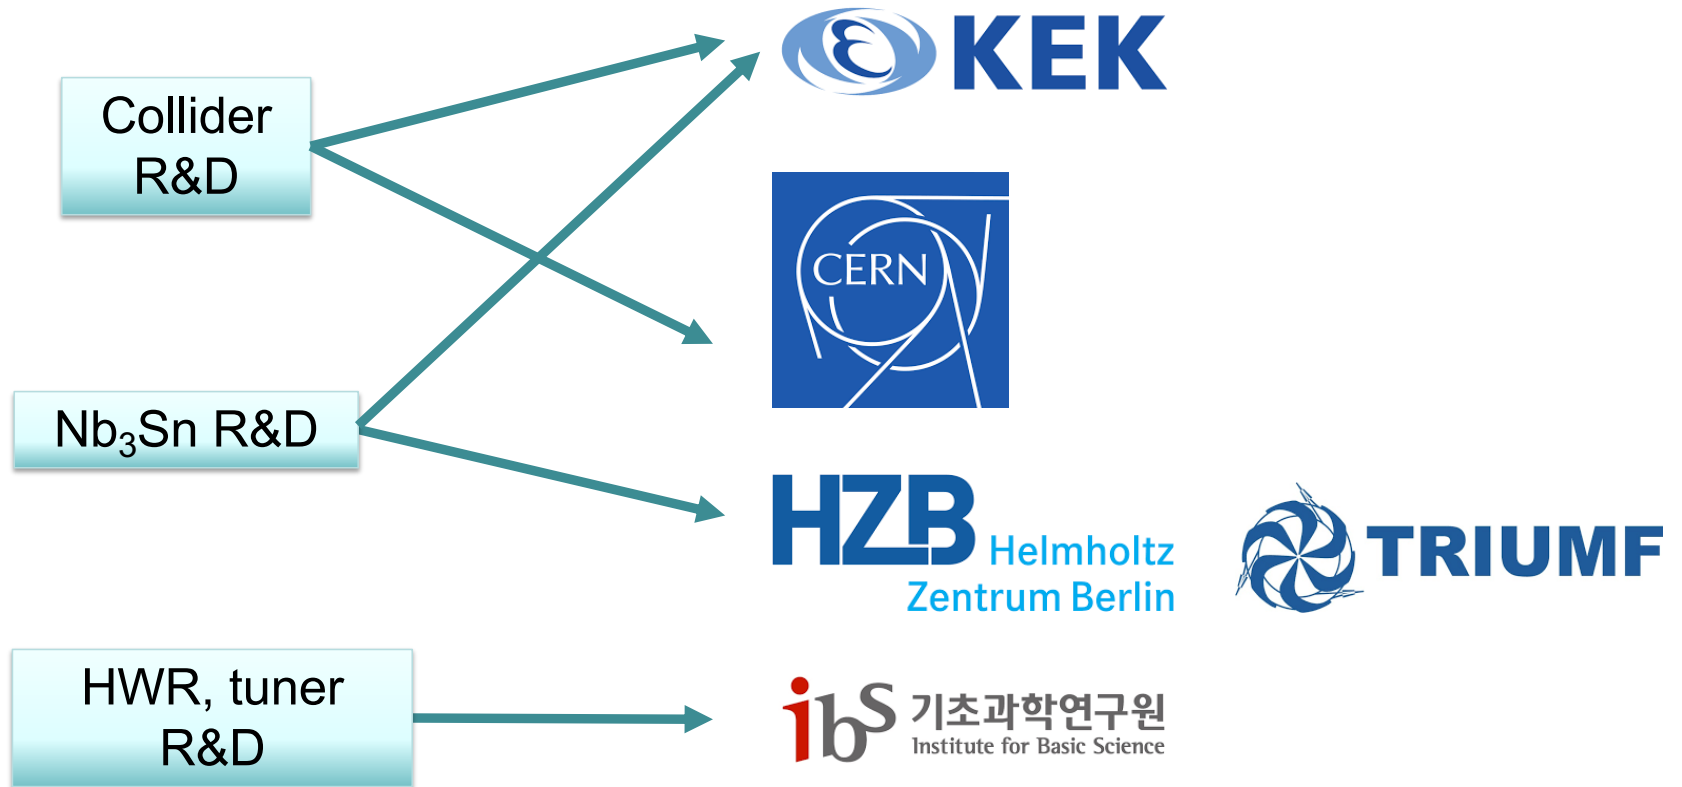 Collider
R&D
Nb₃Sn R&D
HWR, tuner
R&D
KEK
CERN
HZB Helmholtz
Zentrum Berlin
TRIUMF
ibs 기초과학연구원
Institute for Basic Science